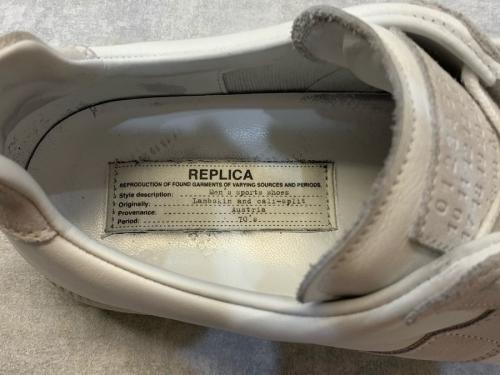 REPLICA
REPRODUCTION OF FOUND GARMENTS OF VARYING SOURCES AND PERIODS.
Style description: Men's sports shoes
Originally: Lambskin and calf-split
Provenance: Austria
Period: 70's